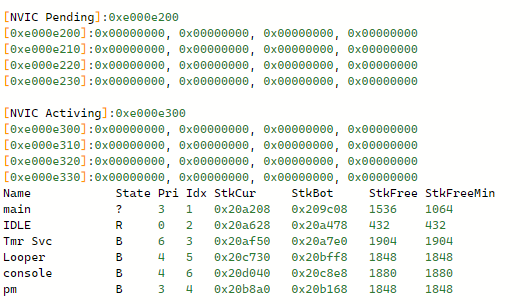 [NVIC Pending]:0xe000e200
[0xe000e200]:0x00000000, 0x00000000, 0x00000000, 0x00000000
[0xe000e210]:0x00000000, 0x00000000, 0x00000000, 0x00000000
[0xe000e220]:0x00000000, 0x00000000, 0x00000000, 0x00000000
[0xe000e230]:0x00000000, 0x00000000, 0x00000000, 0x00000000
[NVIC Activing]:0xe000e300
[0xe000e300]:0x00000000, 0x00000000, 0x00000000, 0x00000000
[0xe000e310]:0x00000000, 0x00000000, 0x00000000, 0x00000000
[0xe000e320]:0x00000000, 0x00000000, 0x00000000, 0x00000000
[0xe000e330]:0x00000000, 0x00000000, 0x00000000, 0x00000000
Name State Pri Idx StkCur StkBot StkFree StkFreeMin
main ? 3 1 0x20a208 0x209c08 1536 1064
IDLE R 0 2 0x20a628 0x20a478 432 432
Tmr Svc B 6 3 0x20af50 0x20a7e0 1904 1904
Looper B 4 5 0x20c730 0x20bff8 1848 1848
console B 4 6 0x20d040 0x20c8e8 1880 1880
pm B 3 4 0x20b8a0 0x20b168 1848 1848